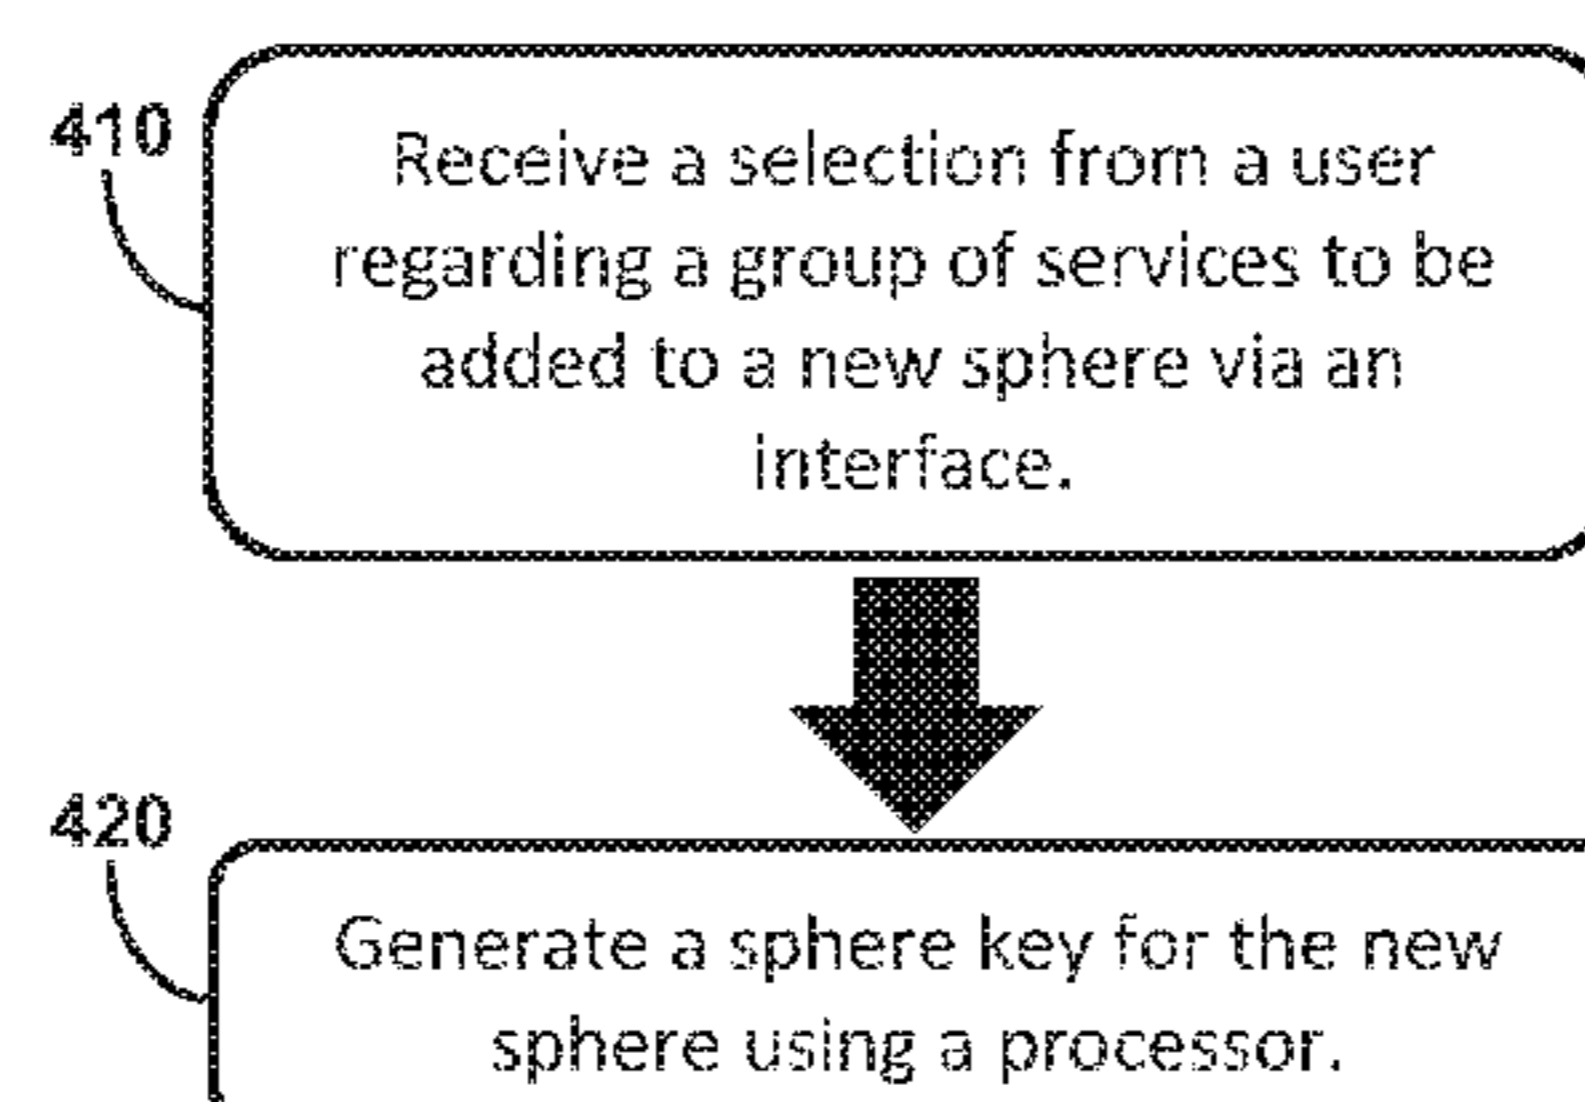 410
Receive a selection from a user
regarding a group of services to be
added to a new sphere via an
interface.
420
Generate a sphere key for the new
sphere using a processor.